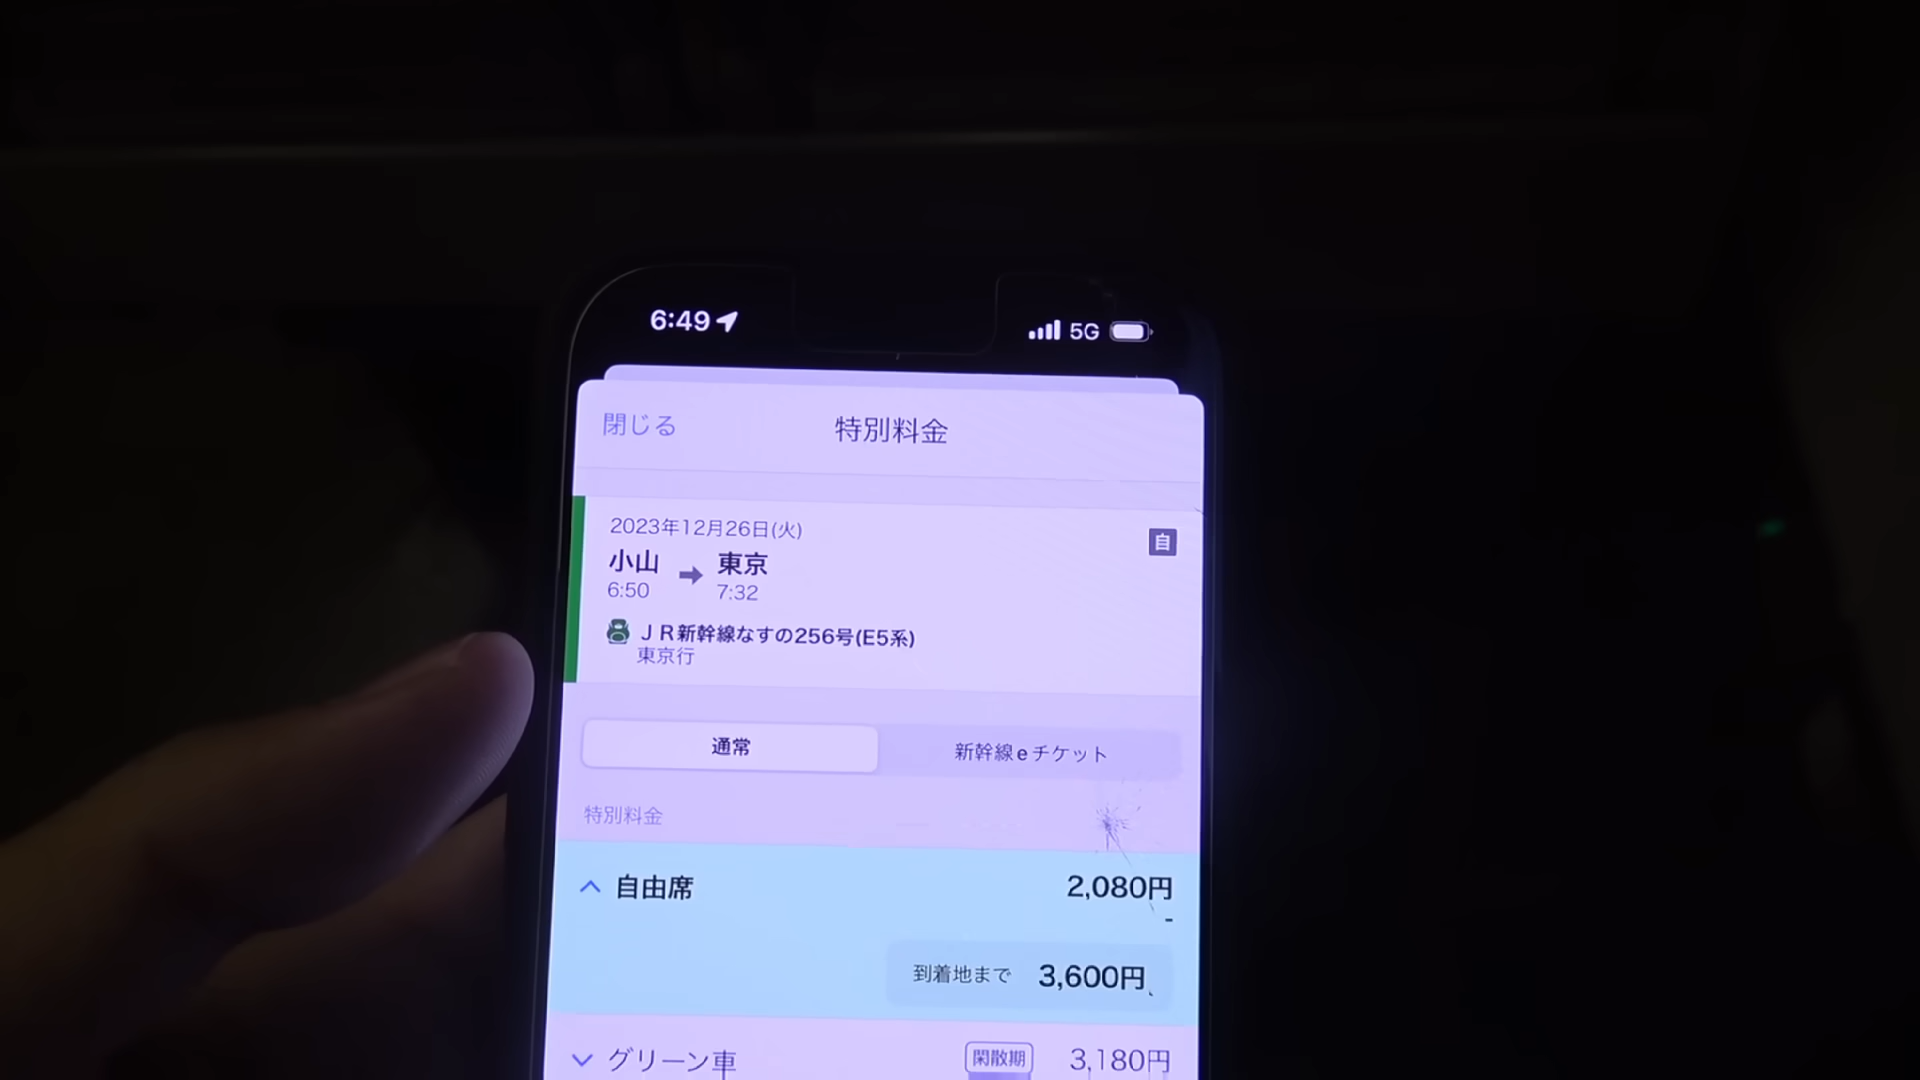 6:49 5G
閉じる 特別料金
2023年12月26日(火) 自
小山 → 東京
6:50 7:32
JR新幹線なすの256号(E5系)
東京行
通常 新幹線eチケット
特別料金
自由席 2,080円
-
到着地まで 3,600円
グリーン車 閑散期 3,180円